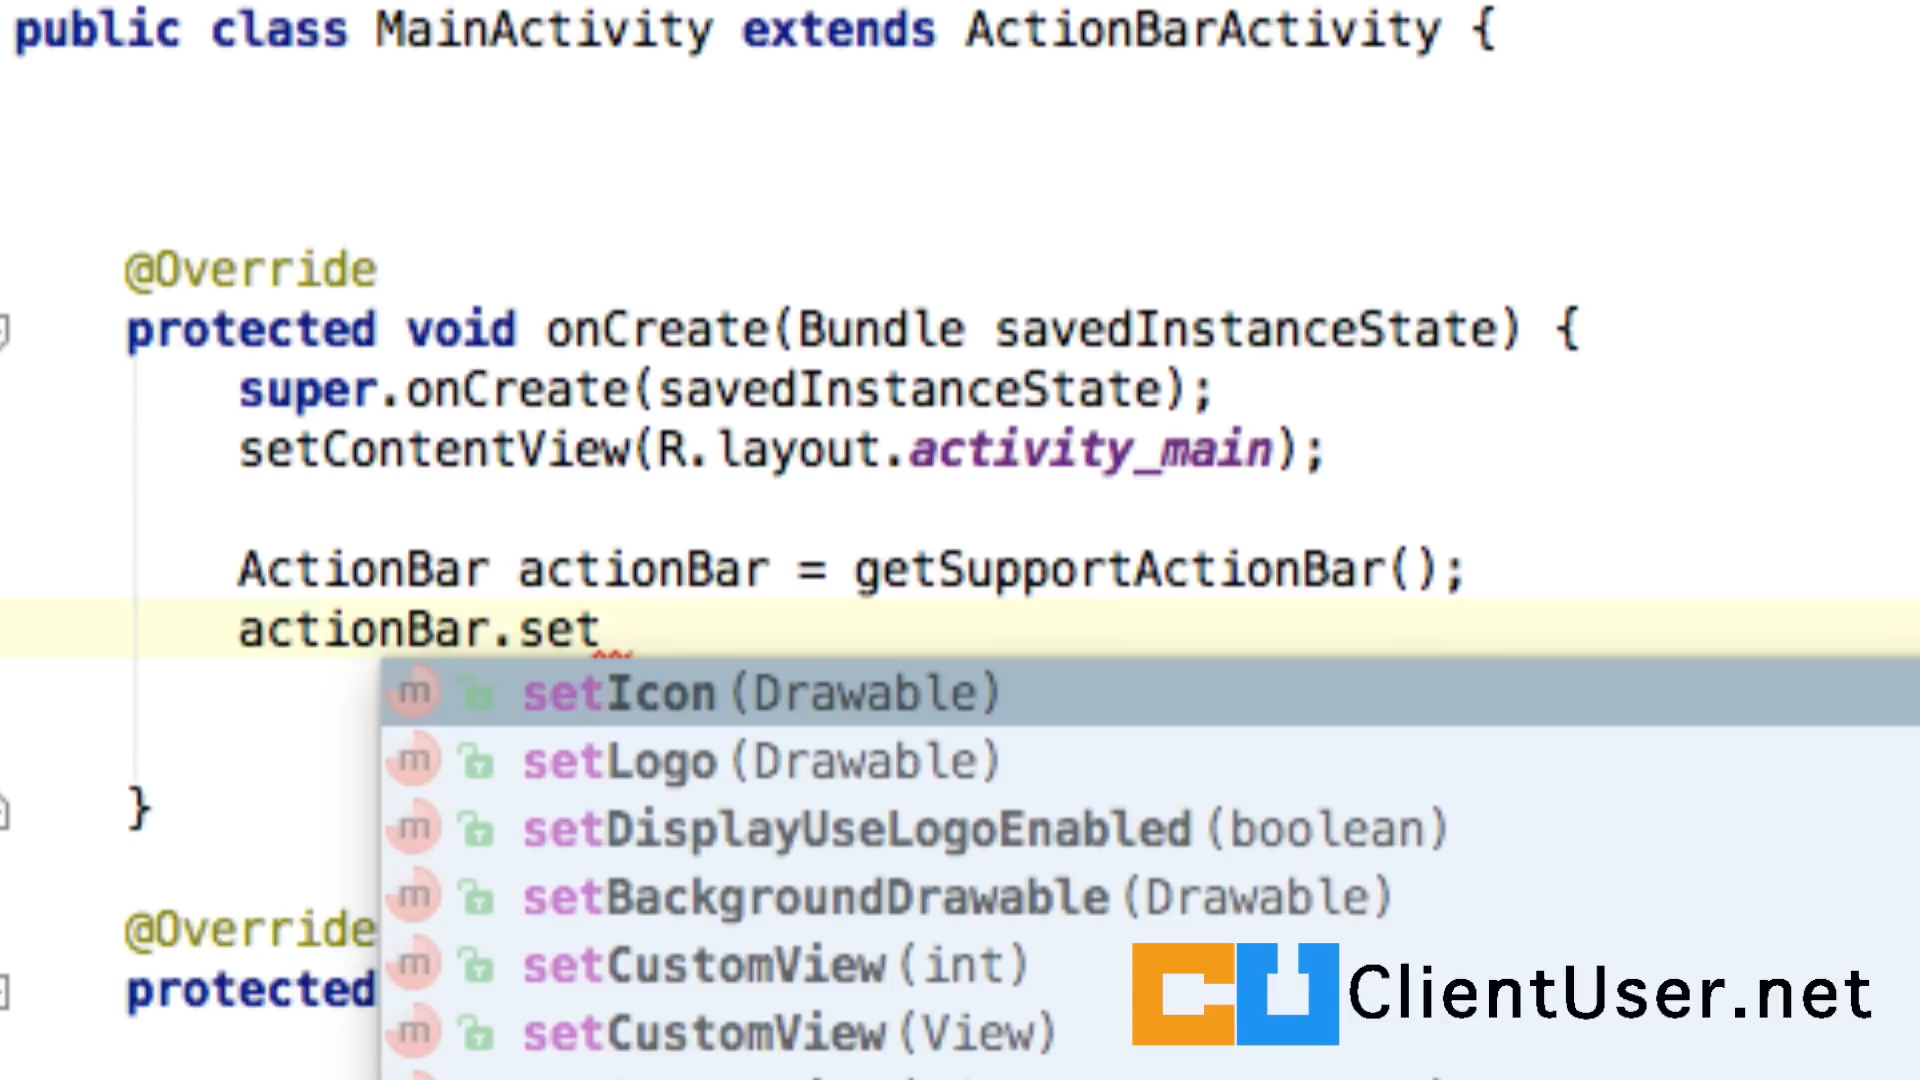 public class MainActivity extends ActionBarActivity {
@Override
protected void onCreate(Bundle savedInstanceState) {
super.onCreate(savedInstanceState);
setContentView(R.layout.activity_main);
ActionBar actionBar = getSupportActionBar();
actionBar.set
m setIcon(Drawable)
m setLogo(Drawable)
m setDisplayUseLogoEnabled(boolean)
}
m setBackgroundDrawable(Drawable)
@Override
m setCustomView(int)
protected
m setCustomView(View)
CU ClientUser.net